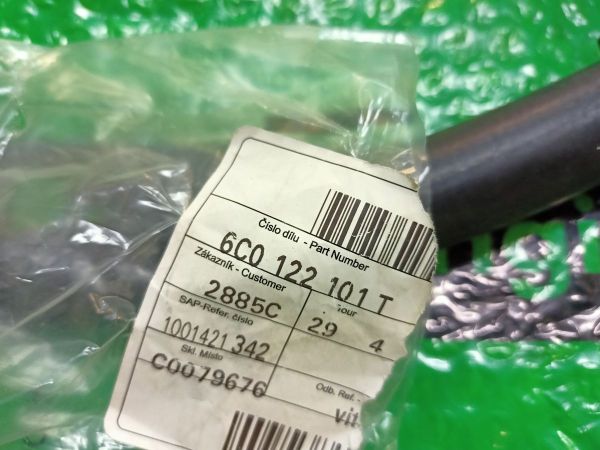 Číslo dílu - Part Number
6C0 122 101 T
Zákazník - Customer
Tour
2885C
29 4
SAP-Refer. číslo
1001421342
Skl. Místo
Odb. Ref. -
C0079676